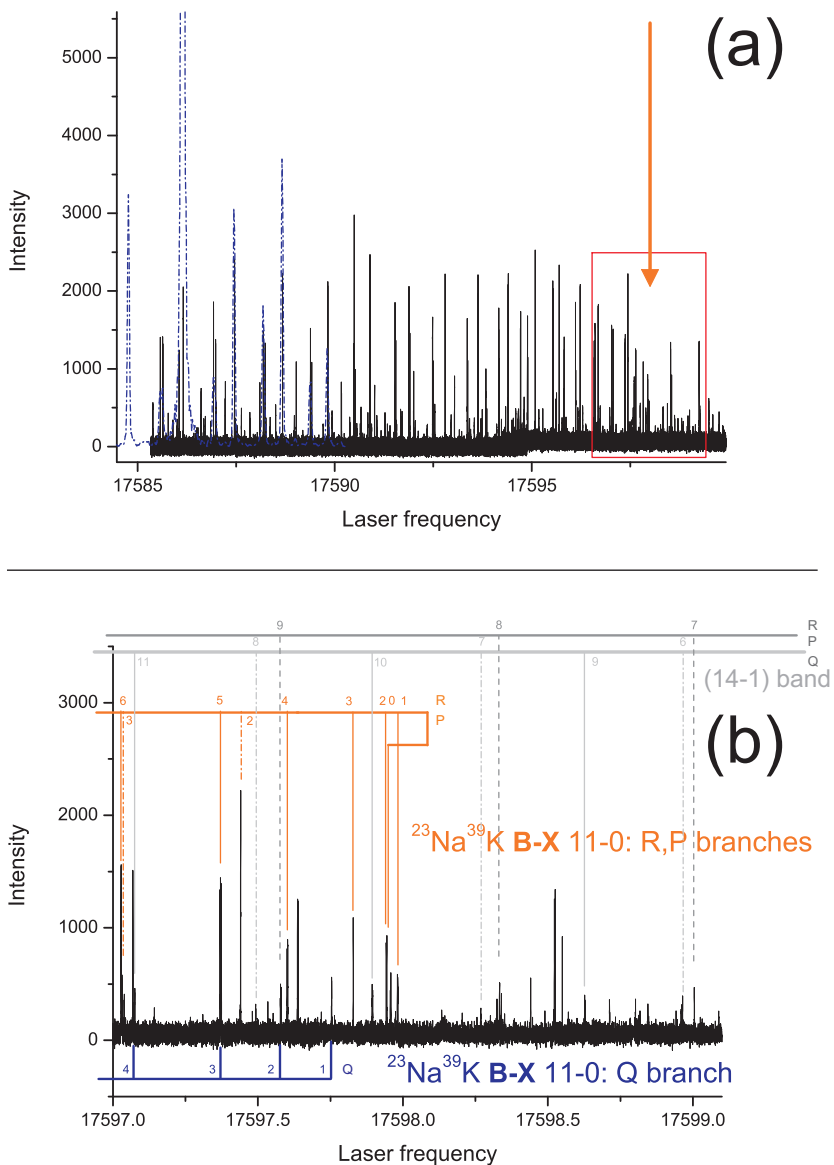 (a)
5000
4000
3000
2000
1000
0
Intensity
17585 17590 17595
Laser frequency
9 8 7 R
8 7 6 P
11 10 9 Q
(14-1) band
6 5 4 3 2 0 1 R
3 2 P
(b)
3000
2000
1000
0
Intensity
²³Na³⁹K B-X 11-0: R,P branches
4 3 2 1 Q
²³Na³⁹K B-X 11-0: Q branch
17597.0 17597.5 17598.0 17598.5 17599.0
Laser frequency